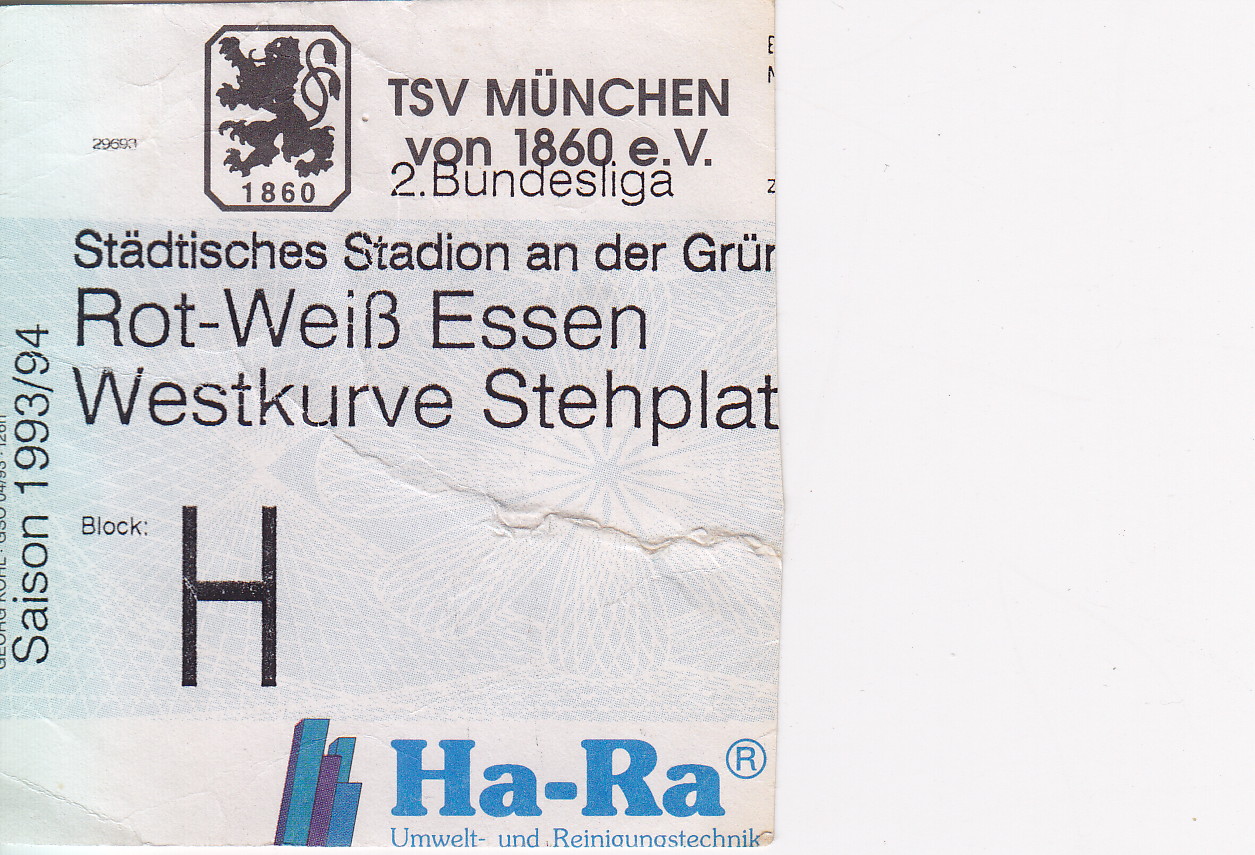 29693
1860
TSV MÜNCHEN
von 1860 e.V.
2.Bundesliga
Städtisches Stadion an der Grün
Rot-Weiß Essen
Westkurve Stehplat
Saison 1993/94
Block:
H
Ha-Ra®
Umwelt- und Reinigungstechnik